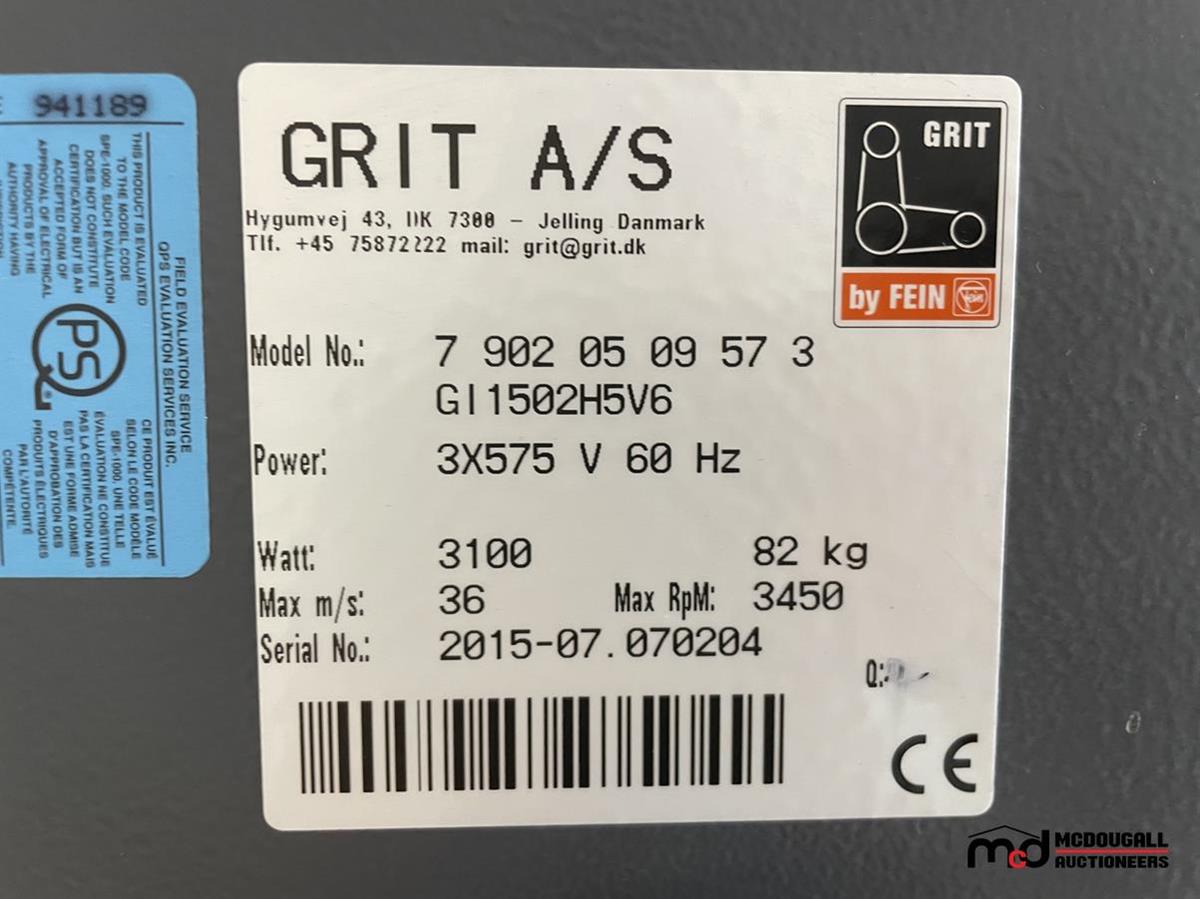 941189
THIS PRODUCT IS EVALUATED
TO THE MODEL CODE
SPE-1000. SUCH EVALUATION
DOES NOT CONSTITUTE
CERTIFICATION BUT IS AN
ACCEPTED FORM OF
APPROVAL OF ELECTRICAL
PRODUCTS BY THE
AUTHORITY HAVING
FIELD EVALUATION SERVICE
QPS EVALUATION SERVICES INC.
QPS
CE PRODUIT EST ÉVALUÉ
SELON LE CODE MODÈLE
SPE-1000, UNE TELLE
ÉVALUATION NE CONSTITUE
PAS LA CERTIFICATION MAIS
EST UNE FORME ADMISE
D'APPROBATION DES
PRODUITS ÉLECTRIQUES
PAR L'AUTORITÉ
COMPÉTENTE.
GRIT A/S
Hygumvej 43, DK 7300 - Jelling Danmark
Tlf. +45 75872222 mail: grit@grit.dk
GRIT
by FEIN FEIN
Model No.: 7 902 05 09 57 3
GI1502H5V6
Power: 3X575 V 60 Hz
Watt: 3100 82 kg
Max m/s: 36 Max RpM: 3450
Serial No.: 2015-07.070204
Q:
CE
mcd MCDOUGALL
AUCTIONEERS